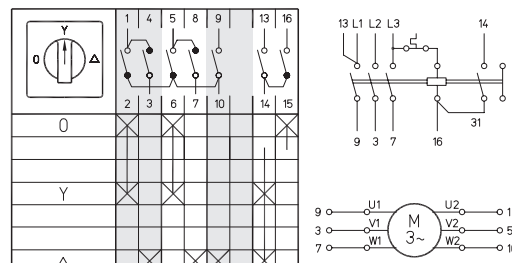 Y
0 △
1 4 5 8 9 13 16
2 3 6 7 10 14 15
0
Y
13 L1 L2 L3 14
9 3 7 16 31
9 U1 U2
3 V1 M V2 5
7 W1 3~ W2